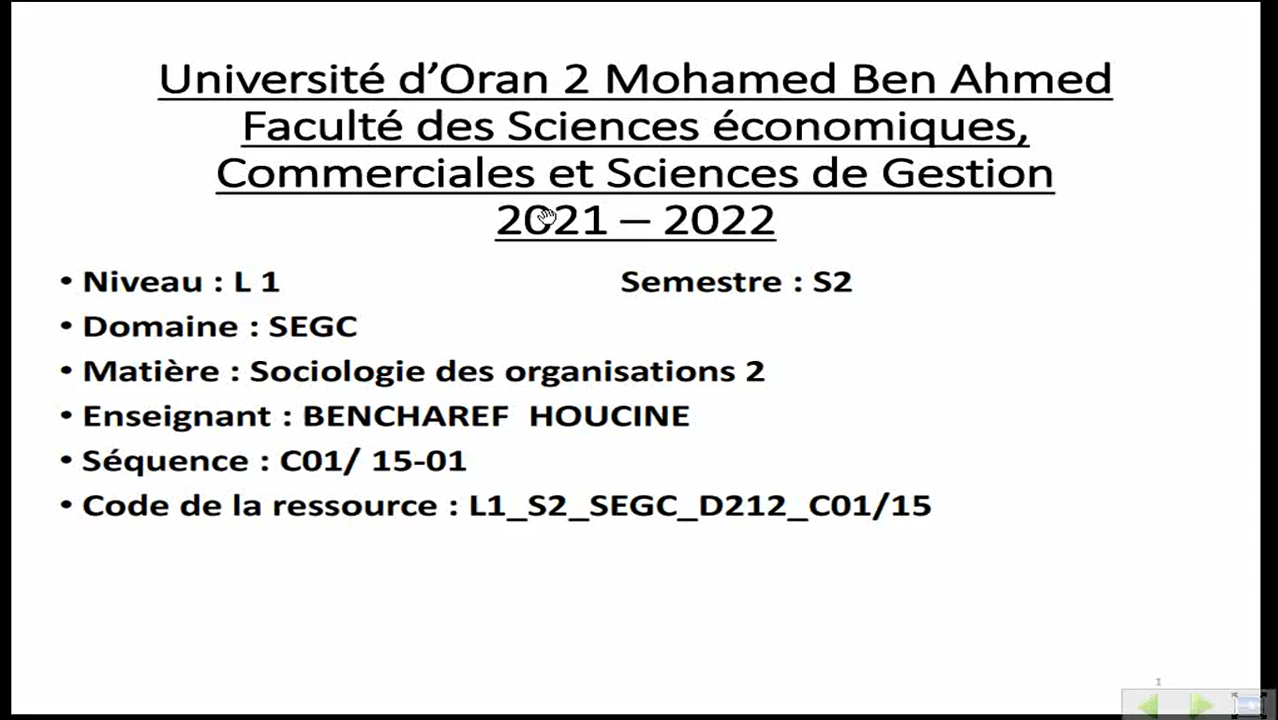 Université d’Oran 2 Mohamed Ben Ahmed
Faculté des Sciences économiques,
Commerciales et Sciences de Gestion
2021 – 2022
• Niveau : L 1 Semestre : S2
• Domaine : SEGC
• Matière : Sociologie des organisations 2
• Enseignant : BENCHAREF HOUCINE
• Séquence : C01/ 15-01
• Code de la ressource : L1_S2_SEGC_D212_C01/15
1